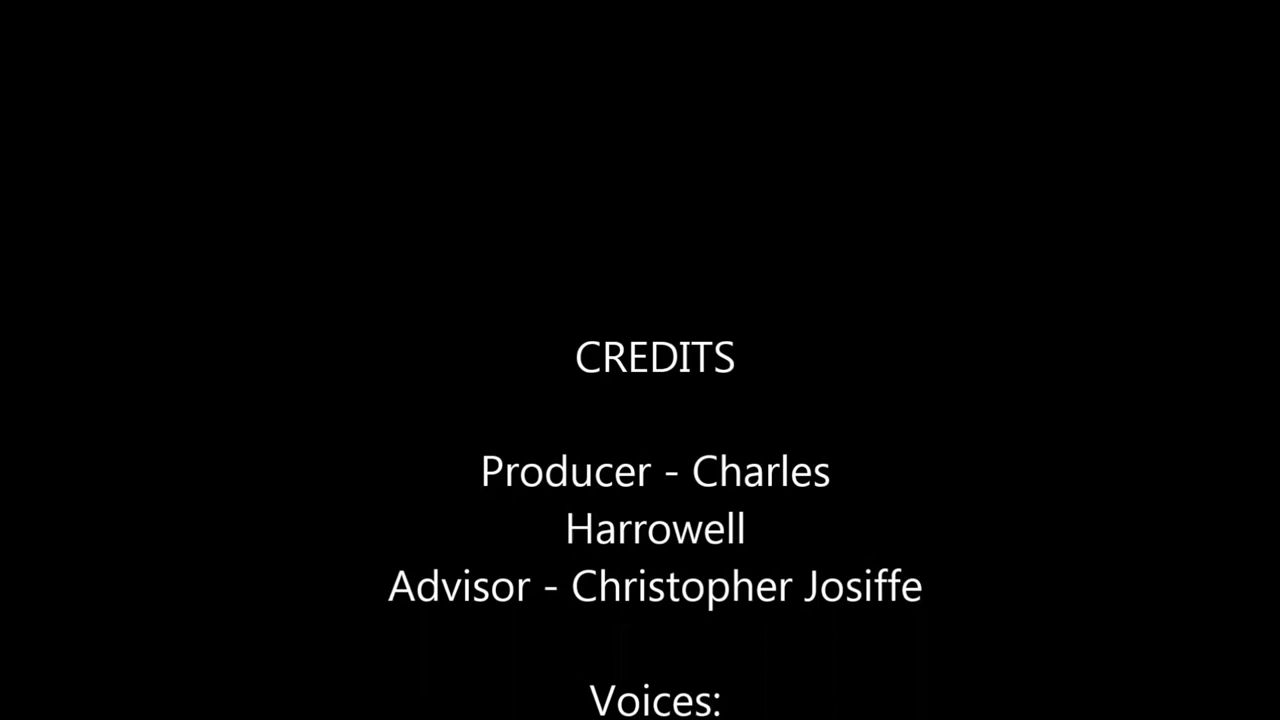 CREDITS
Producer - Charles
Harrowell
Advisor - Christopher Josiffe
Voices: